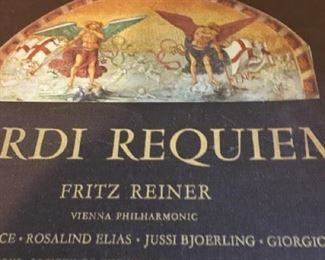 RDI REQUIEM
FRITZ REINER
VIENNA PHILHARMONIC
CE · ROSALIND ELIAS · JUSSI BJOERLING · GIORGIO